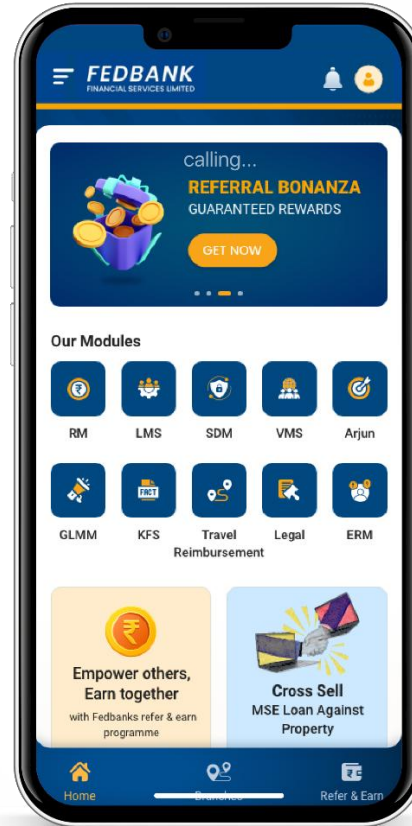 FEDBANK
FINANCIAL SERVICES LIMITED
calling...
REFERRAL BONANZA
GUARANTEED REWARDS
GET NOW
Our Modules
RM LMS SDM VMS Arjun
FACT
GLMM KFS Travel Reimbursement Legal ERM
Empower others,
Earn together
with Fedbanks refer & earn
programme
Cross Sell
MSE Loan Against
Property
Home Branches Refer & Earn